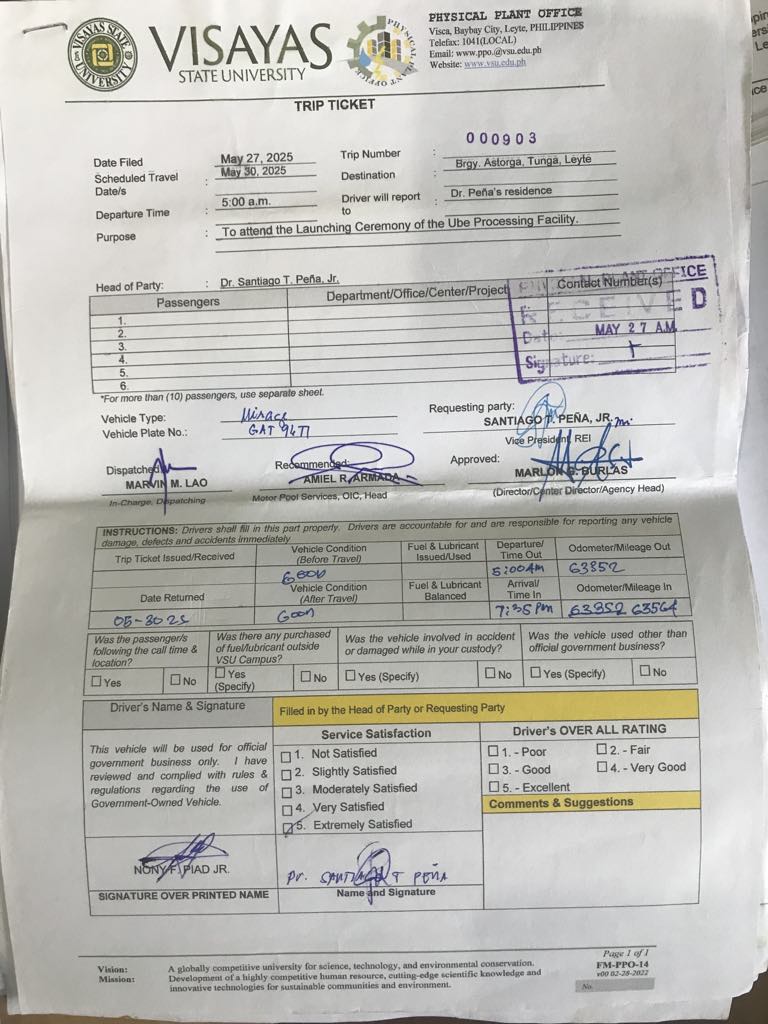 VISAYAS STATE UNIVERSITY
VISAYAS
STATE UNIVERSITY
PHYSICAL PLANT OFFICE
PHYSICAL PLANT OFFICE
Visca, Baybay City, Leyte, PHILIPPINES
Telefax: 1041(LOCAL)
Email: www.ppo.@vsu.edu.ph
Website: www.vsu.edu.ph
TRIP TICKET
Date Filed : May 27, 2025 Trip Number : 000903
Scheduled Travel Date/s : May 30, 2025 Destination : Brgy. Astorga, Tunga, Leyte
Departure Time : 5:00 a.m. Driver will report to : Dr. Peña's residence
Purpose : To attend the Launching Ceremony of the Ube Processing Facility.
Head of Party: : Dr. Santiago T. Peña, Jr.
Passengers Department/Office/Center/Project Contact Number(s)
1.
2.
3.
4.
5.
6.
PLANT OFFICE
RECEIVED
Date: MAY 27 A.M.
Signature:
*For more than (10) passengers, use separate sheet.
Vehicle Type:
Vehicle Plate No.:
Requesting party:
SANTIAGO T. PEÑA, JR.
Vice President, REI
Dispatched Recommended: Approved:
MARVIN M. LAO AMIEL R. ARMADA MARLON G. BURLAS
In-Charge, Dispatching Motor Pool Services, OIC, Head (Director/Center Director/Agency Head)
INSTRUCTIONS: Drivers shall fill in this part properly. Drivers are accountable for and are responsible for reporting any vehicle
damage, defects and accidents immediately
Trip Ticket Issued/Received Vehicle Condition (Before Travel) Fuel & Lubricant Issued/Used Departure/ Time Out Odometer/Mileage Out
GOOD 5:00AM 63352
Date Returned Vehicle Condition (After Travel) Fuel & Lubricant Balanced Arrival/ Time In Odometer/Mileage In
05-30-25 GOOD 7:35 PM 63352 63564
Was the passenger/s following the call time & location? Was there any purchased of fuel/lubricant outside VSU Campus? Was the vehicle involved in accident or damaged while in your custody? Was the vehicle used other than official government business?
☐ Yes ☐ No ☐ Yes (Specify) ☐ No ☐ Yes (Specify) ☐ No ☐ Yes (Specify) ☐ No
Driver's Name & Signature Filled in by the Head of Party or Requesting Party
Service Satisfaction Driver's OVER ALL RATING
This vehicle will be used for official
government business only. I have
reviewed and complied with rules &
regulations regarding the use of
Government-Owned Vehicle.
☐ 1. Not Satisfied
☐ 2. Slightly Satisfied
☐ 3. Moderately Satisfied
☐ 4. Very Satisfied
☑ 5. Extremely Satisfied
☐ 1. - Poor ☐ 2. - Fair
☐ 3. - Good ☐ 4. - Very Good
☐ 5. - Excellent
Comments & Suggestions
NONY F. PIAD JR. Dr. SANTIAGO T PEÑA
SIGNATURE OVER PRINTED NAME Name and Signature
Vision: A globally competitive university for science, technology, and environmental conservation.
Mission: Development of a highly competitive human resource, cutting-edge scientific knowledge and
innovative technologies for sustainable communities and environment.
Page 1 of 1
FM-PPO-14
v00 02-28-2022
No.